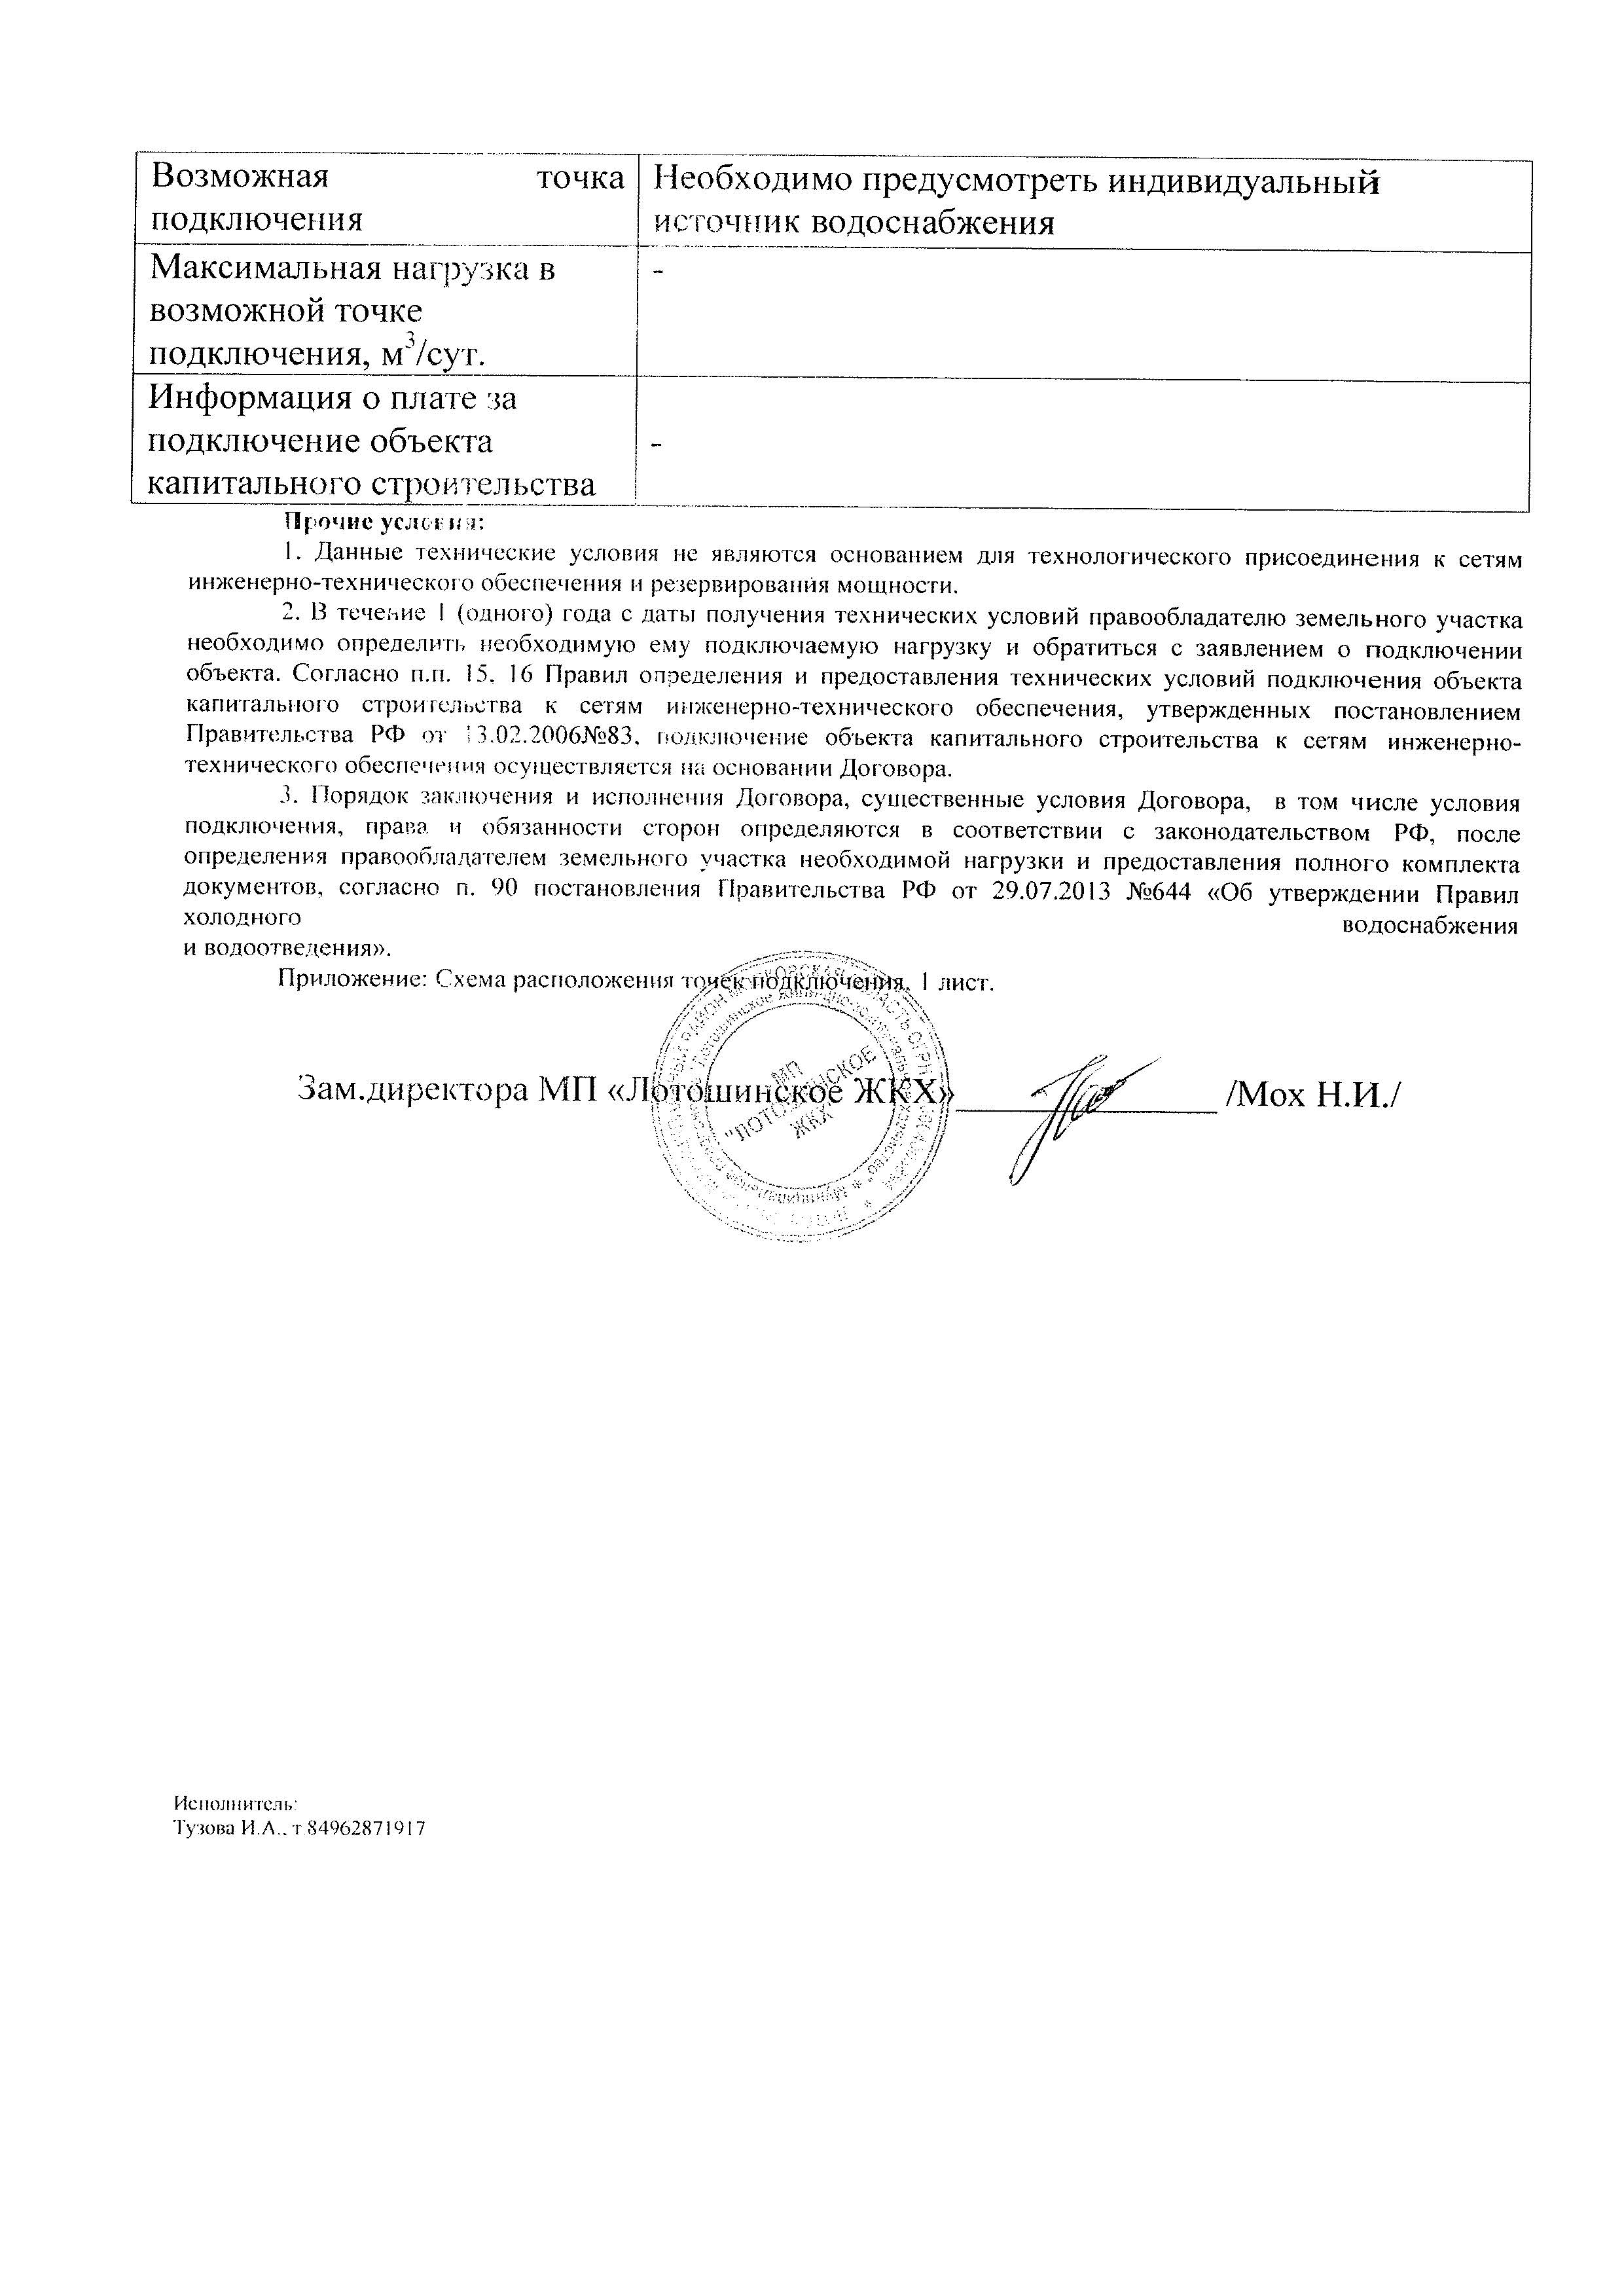 Возможная точка Необходимо предусмотреть индивидуальный
подключения источник водоснабжения
Максимальная нагрузка в -
возможной точке
подключения, м³/сут.
Информация о плате за
подключение объекта -
капитального строительства
Прочие условия:
1. Данные технические условия не являются основанием для технологического присоединения к сетям
инженерно-технического обеспечения и резервирования мощности.
2. В течение 1 (одного) года с даты получения технических условий правообладателю земельного участка
необходимо определить необходимую ему подключаемую нагрузку и обратиться с заявлением о подключении
объекта. Согласно п.п. 15, 16 Правил определения и предоставления технических условий подключения объекта
капитального строительства к сетям инженерно-технического обеспечения, утвержденных постановлением
Правительства РФ от 13.02.2006№83, подключение объекта капитального строительства к сетям инженерно-
технического обеспечения осуществляется на основании Договора.
3. Порядок заключения и исполнения Договора, существенные условия Договора, в том числе условия
подключения, права и обязанности сторон определяются в соответствии с законодательством РФ, после
определения правообладателем земельного участка необходимой нагрузки и предоставления полного комплекта
документов, согласно п. 90 постановления Правительства РФ от 29.07.2013 №644 «Об утверждении Правил
холодного водоснабжения
и водоотведения».
Приложение: Схема расположения точек подключения, 1 лист.
Зам.директора МП «Лотошинское ЖКХ» /Мох Н.И./
МП
"ЛОТОШИНСКОЕ
ЖКХ"
Исполнитель:
Тузова И.А., т.84962871917